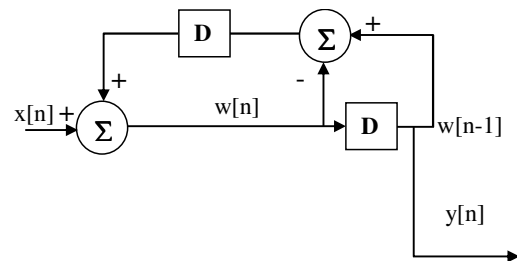 D
Σ
+
+
-
x[n]
+
Σ
w[n]
D
w[n-1]
y[n]